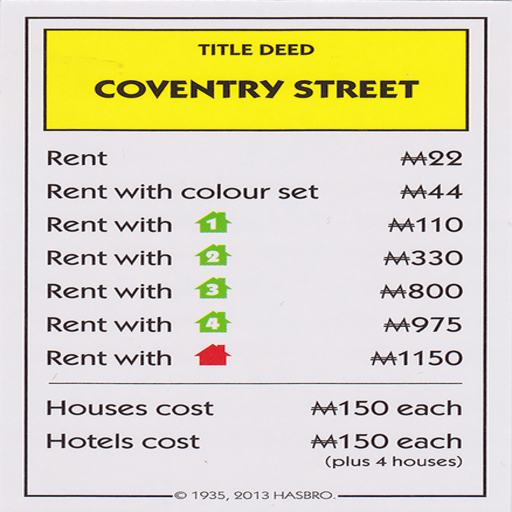 TITLE DEED
COVENTRY STREET
Rent ₩22
Rent with colour set ₩44
Rent with 1 ₩110
Rent with 2 ₩330
Rent with 3 ₩800
Rent with 4 ₩975
Rent with ₩1150
Houses cost ₩150 each
Hotels cost ₩150 each
(plus 4 houses)
© 1935, 2013 HASBRO.